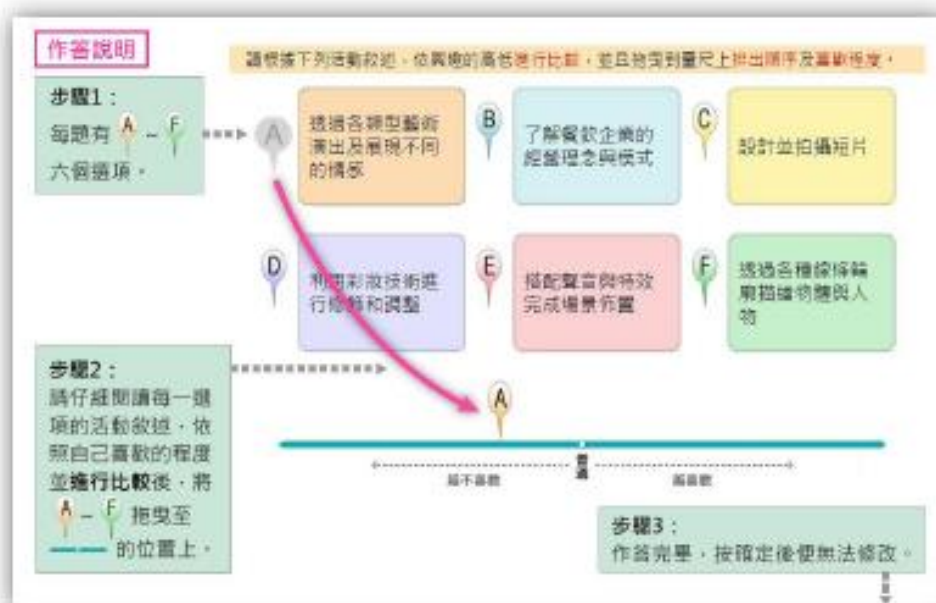 作答說明
請根據下列活動敘述，依興趣的高低進行比較，並且拖曳到量尺上排出順序及喜歡程度。
步驟1：
每題有 A ~ F
六個選項。
A
透過各類型藝術
演出及展現不同
的情感
B
了解餐飲企業的
經營理念與模式
C
設計並拍攝短片
D
利用彩妝技術進
行修飾和調整
E
搭配聲音與特效
完成場景佈置
F
透過各種線條輪
廓描繪物體與人
物
步驟2：
請仔細閱讀每一選
項的活動敘述，依
照自己喜歡的程度
並進行比較後，將
A ~ F 拖曳至
的位置上。
A
普通
越不喜歡
越喜歡
步驟3：
作答完畢，按確定後便無法修改。